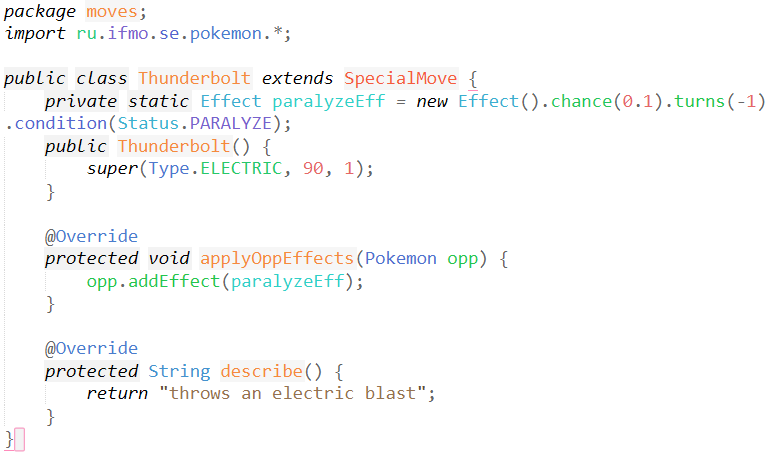 package moves;
import ru.ifmo.se.pokemon.*;

public class Thunderbolt extends SpecialMove {
    private static Effect paralyzeEff = new Effect().chance(0.1).turns(-1)
.condition(Status.PARALYZE);
    public Thunderbolt() {
        super(Type.ELECTRIC, 90, 1);
    }

    @Override
    protected void applyOppEffects(Pokemon opp) {
        opp.addEffect(paralyzeEff);
    }

    @Override
    protected String describe() {
        return "throws an electric blast";
    }
}